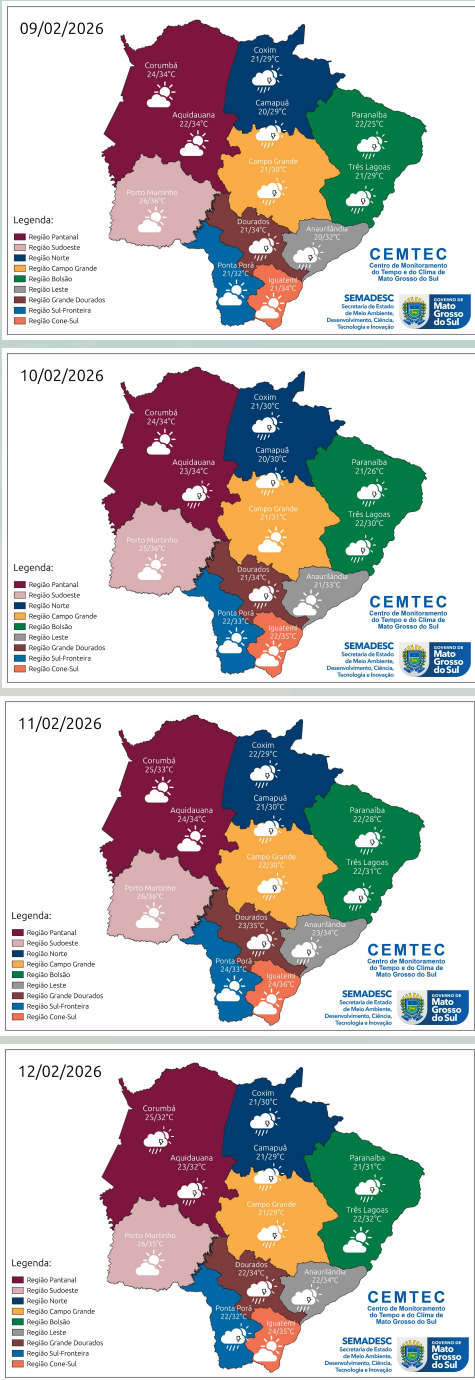 09/02/2026
Corumbá
24/34°C
Coxim
21/29°C
Aquidauana
22/34°C
Camapuã
20/29°C
Paranaíba
22/25°C
Campo Grande
21/30°C
Três Lagoas
21/29°C
Porto Murtinho
26/36°C
Dourados
21/34°C
Anaurilândia
20/32°C
Ponta Porã
21/32°C
Iguatemi
21/34°C
Legenda:
Região Pantanal
Região Sudoeste
Região Norte
Região Campo Grande
Região Bolsão
Região Leste
Região Grande Dourados
Região Sul-Fronteira
Região Cone-Sul
CEMTEC
Centro de Monitoramento
do Tempo e do Clima de
Mato Grosso do Sul
SEMADESC
Secretaria de Estado
de Meio Ambiente,
Desenvolvimento, Ciência,
Tecnologia e Inovação
GOVERNO DE
Mato
Grosso
do Sul
10/02/2026
Corumbá
24/34°C
Coxim
21/30°C
Aquidauana
23/34°C
Camapuã
20/30°C
Paranaíba
21/26°C
Campo Grande
21/31°C
Três Lagoas
22/30°C
Porto Murtinho
25/36°C
Dourados
21/34°C
Anaurilândia
21/33°C
Ponta Porã
22/33°C
Iguatemi
22/35°C
Legenda:
Região Pantanal
Região Sudoeste
Região Norte
Região Campo Grande
Região Bolsão
Região Leste
Região Grande Dourados
Região Sul-Fronteira
Região Cone-Sul
CEMTEC
Centro de Monitoramento
do Tempo e do Clima de
Mato Grosso do Sul
SEMADESC
Secretaria de Estado
de Meio Ambiente,
Desenvolvimento, Ciência,
Tecnologia e Inovação
GOVERNO DE
Mato
Grosso
do Sul
11/02/2026
Corumbá
25/33°C
Coxim
22/29°C
Aquidauana
24/34°C
Camapuã
21/30°C
Paranaíba
22/28°C
Campo Grande
22/30°C
Três Lagoas
22/31°C
Porto Murtinho
26/36°C
Dourados
23/35°C
Anaurilândia
23/34°C
Ponta Porã
24/33°C
Iguatemi
24/36°C
Legenda:
Região Pantanal
Região Sudoeste
Região Norte
Região Campo Grande
Região Bolsão
Região Leste
Região Grande Dourados
Região Sul-Fronteira
Região Cone-Sul
CEMTEC
Centro de Monitoramento
do Tempo e do Clima de
Mato Grosso do Sul
SEMADESC
Secretaria de Estado
de Meio Ambiente,
Desenvolvimento, Ciência,
Tecnologia e Inovação
GOVERNO DE
Mato
Grosso
do Sul
12/02/2026
Corumbá
25/32°C
Coxim
21/30°C
Aquidauana
23/32°C
Camapuã
21/29°C
Paranaíba
21/31°C
Campo Grande
21/29°C
Três Lagoas
22/32°C
Porto Murtinho
26/35°C
Dourados
22/34°C
Anaurilândia
22/34°C
Ponta Porã
22/32°C
Iguatemi
24/35°C
Legenda:
Região Pantanal
Região Sudoeste
Região Norte
Região Campo Grande
Região Bolsão
Região Leste
Região Grande Dourados
Região Sul-Fronteira
Região Cone-Sul
CEMTEC
Centro de Monitoramento
do Tempo e do Clima de
Mato Grosso do Sul
SEMADESC
Secretaria de Estado
de Meio Ambiente,
Desenvolvimento, Ciência,
Tecnologia e Inovação
GOVERNO DE
Mato
Grosso
do Sul